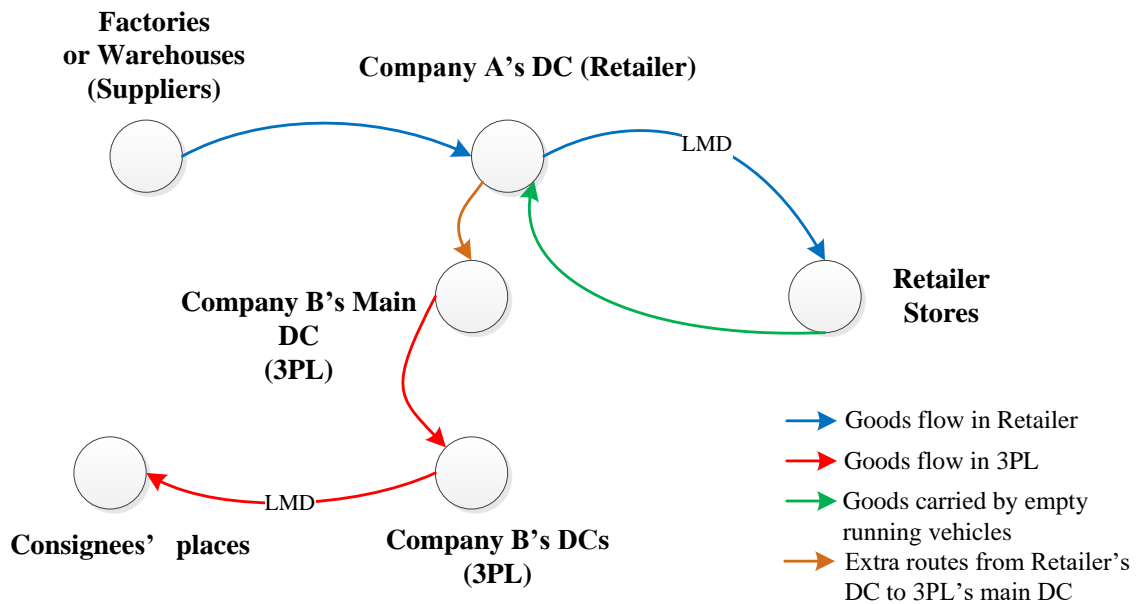 Factories
or Warehouses
(Suppliers)
Company A’s DC (Retailer)
LMD
Company B’s Main
DC
(3PL)
Retailer
Stores
Goods flow in Retailer
Goods flow in 3PL
Goods carried by empty
running vehicles
Extra routes from Retailer’s
DC to 3PL’s main DC
LMD
Consignees’ places
Company B’s DCs
(3PL)